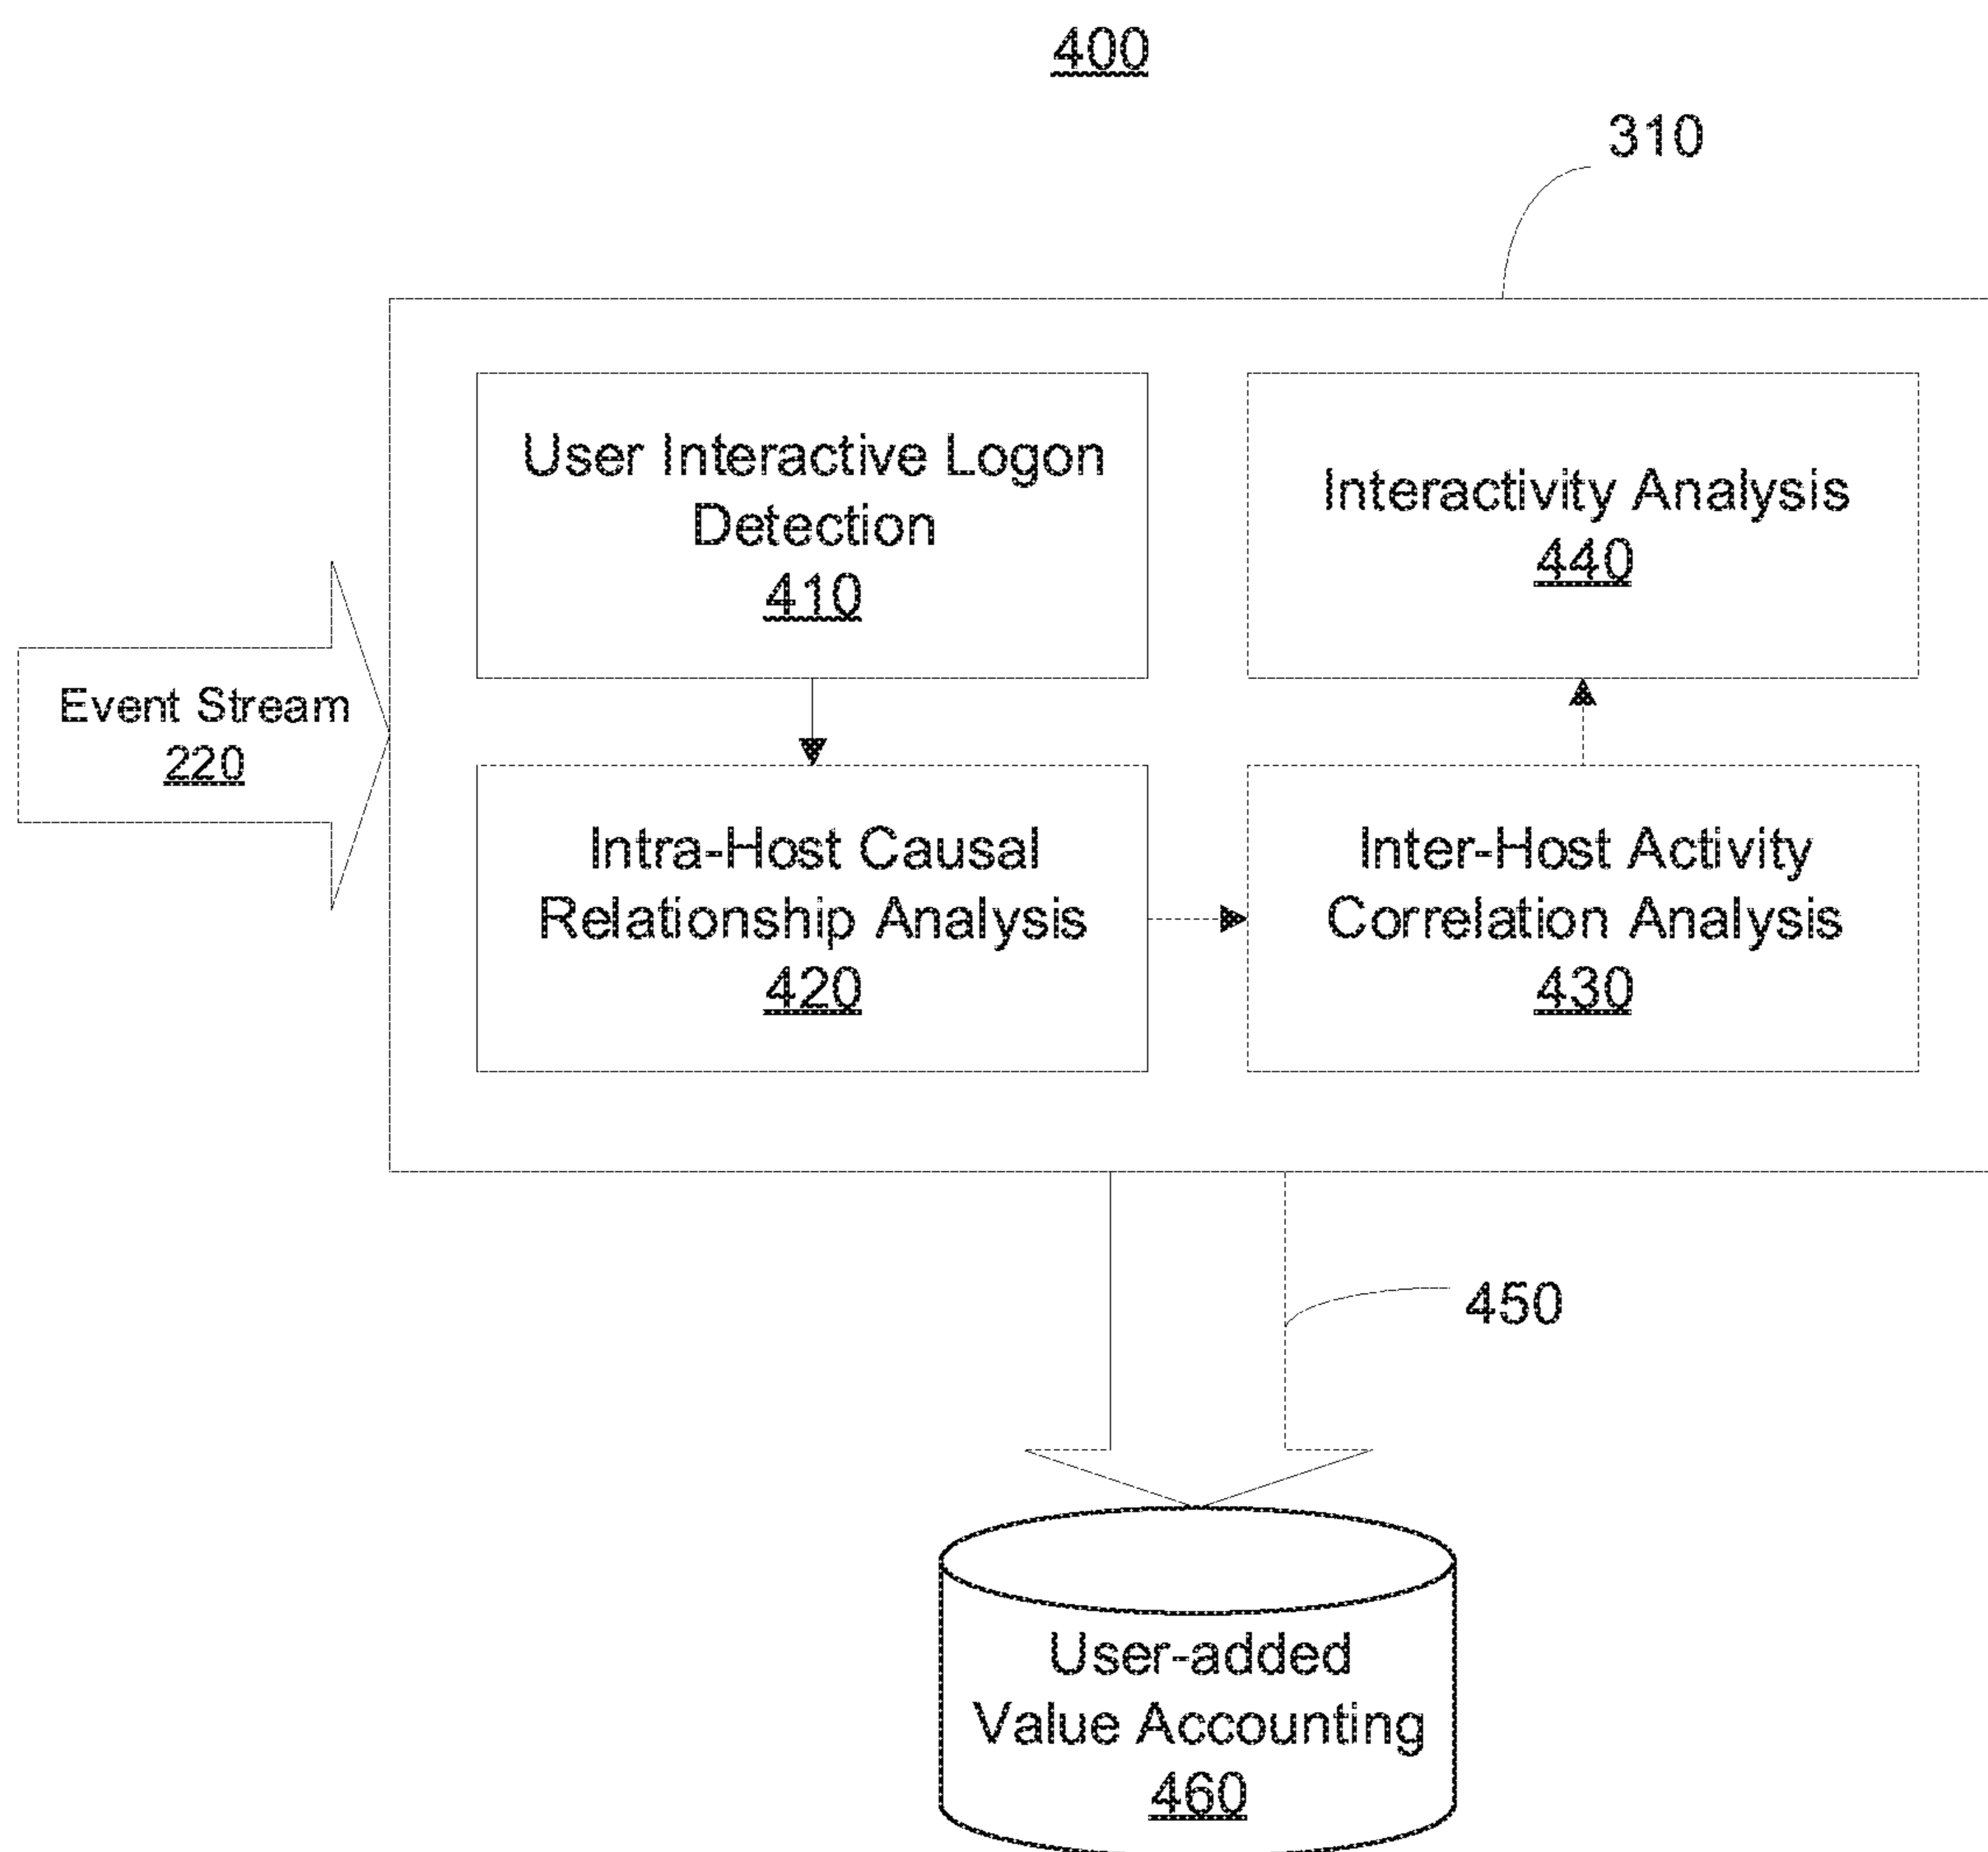 400
310
User Interactive Logon
Detection
410
Interactivity Analysis
440
Event Stream
220
Intra-Host Causal
Relationship Analysis
420
Inter-Host Activity
Correlation Analysis
430
450
User-added
Value Accounting
460